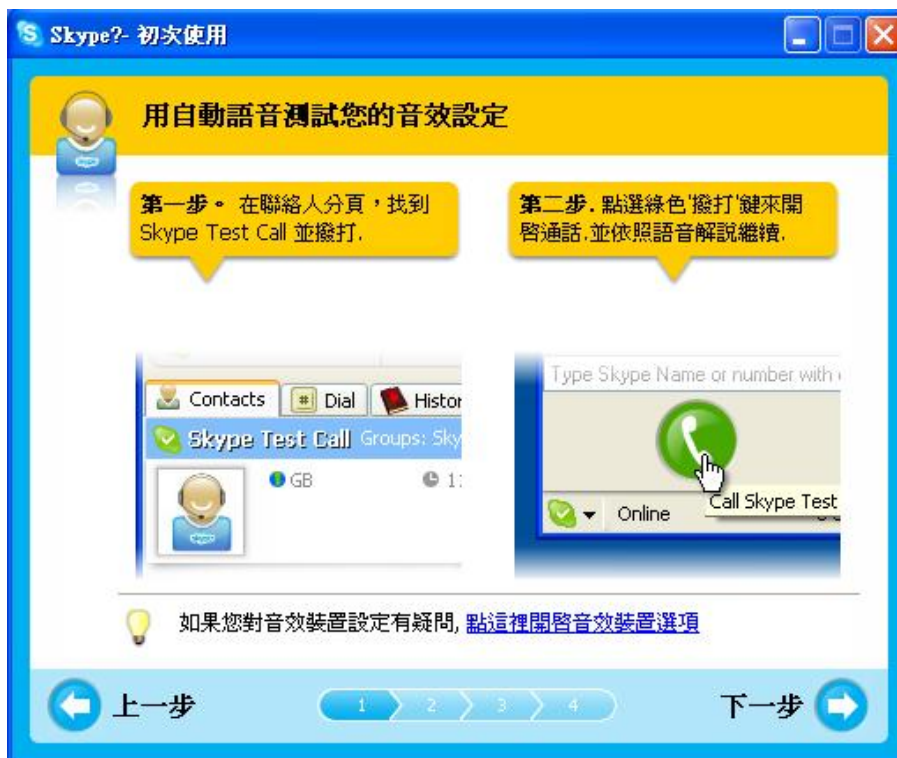 Skype?- 初次使用
用自動語音測試您的音效設定
第一步。在聯絡人分頁，找到
Skype Test Call 並撥打.
第二步.點選綠色'撥打'鍵來開
啓通話.並依照語音解說繼續.
Contacts
Dial
Histor
Skype Test Call Groups: Sky
GB
1:
Type Skype Name or number with
Call Skype Test
Online
如果您對音效裝置設定有疑問, 點這裡開啓音效裝置選項
上一步
1 2 3 4
下一步